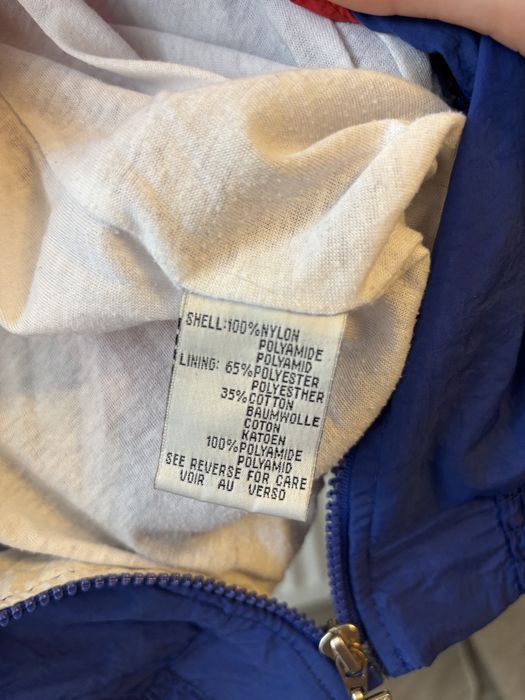 SHELL:100%NYLON
POLYAMIDE
POLYAMID
LINING: 65%POLYESTER
POLYESTHER
35%COTTON
BAUMWOLLE
COTON
KATOEN
100%POLYAMIDE
POLYAMID
SEE REVERSE FOR CARE
VOIR AU VERSO